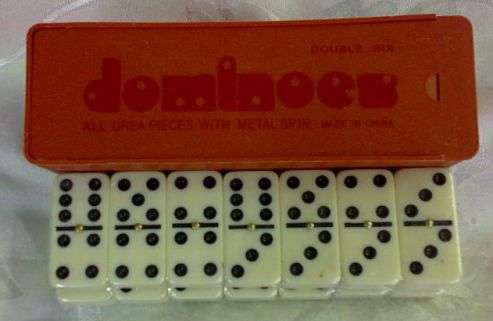 DOUBLE SIX
dominoes
ALL UREA PIECES WITH METAL SPIN MADE IN CHINA